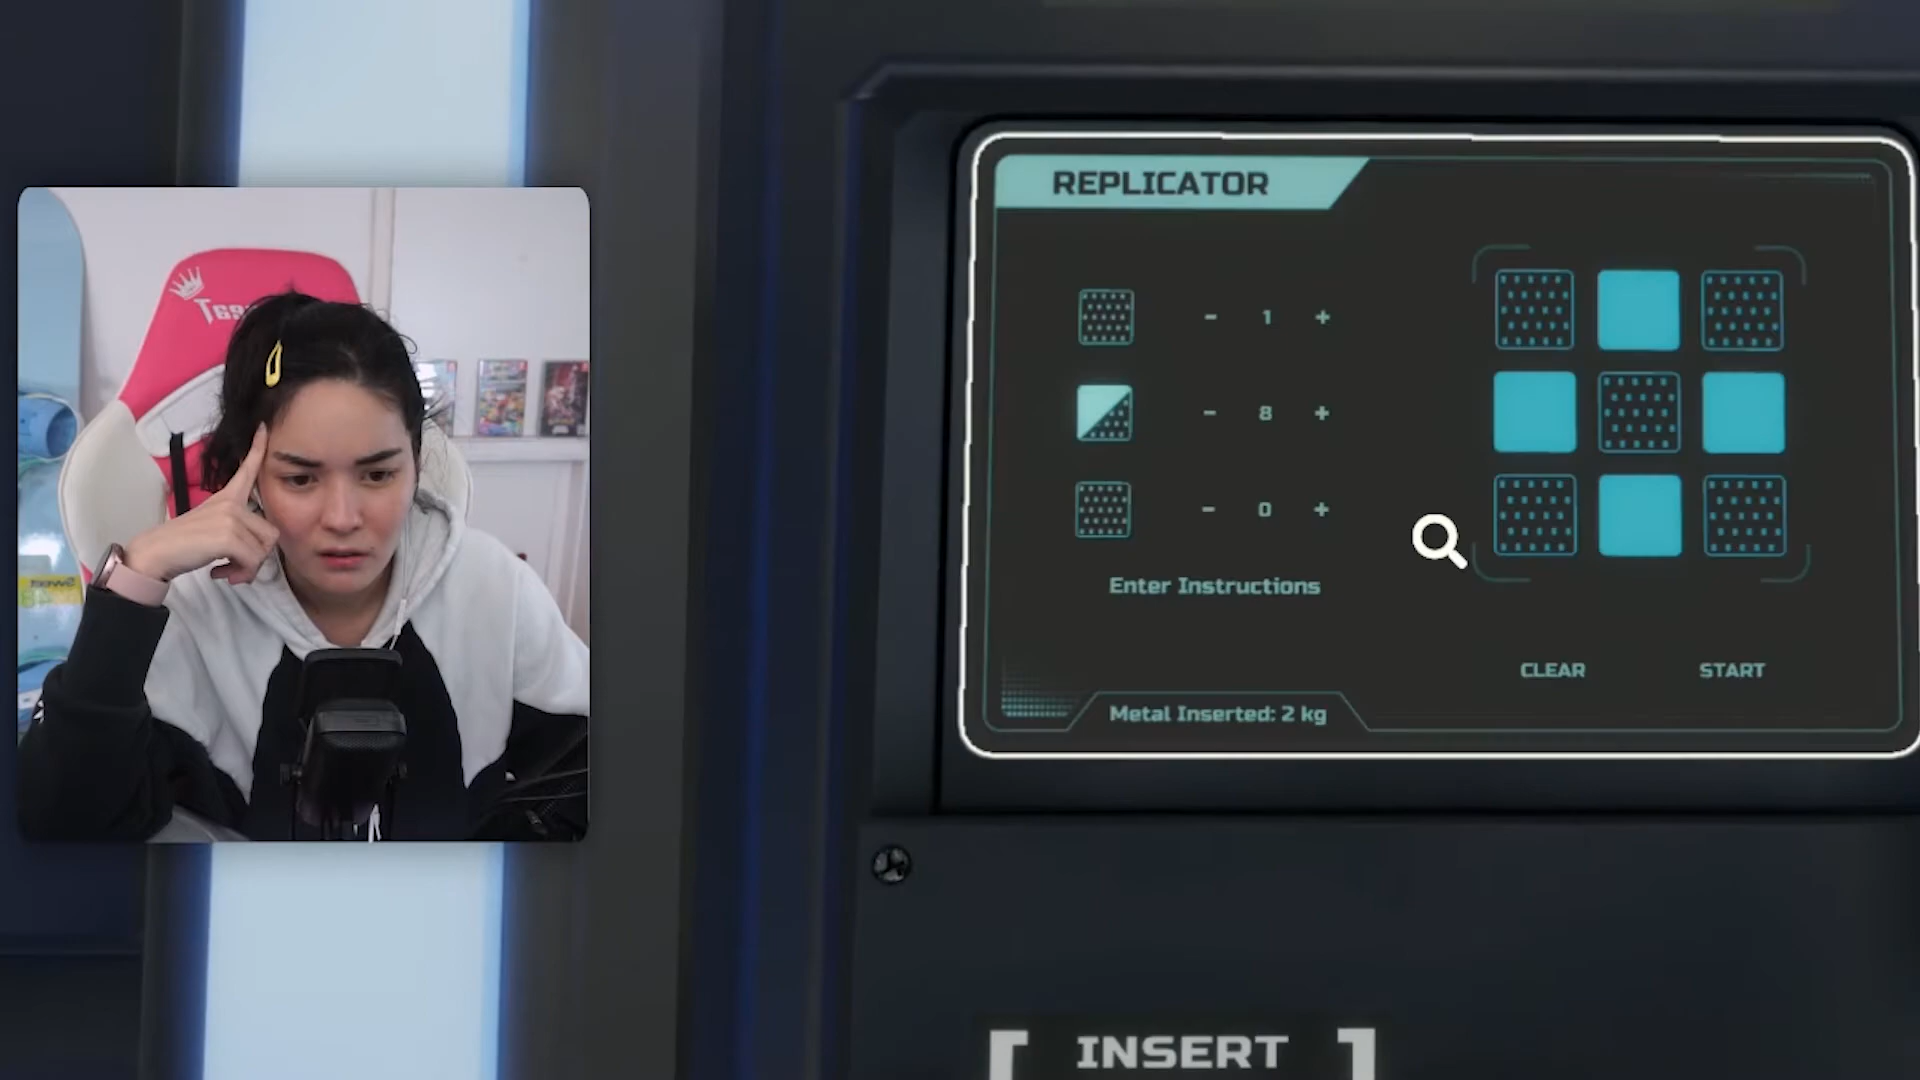 REPLICATOR
- 1 +
- 8 +
- 0 +
Enter Instructions
CLEAR START
Metal Inserted: 2 kg
[ INSERT ]